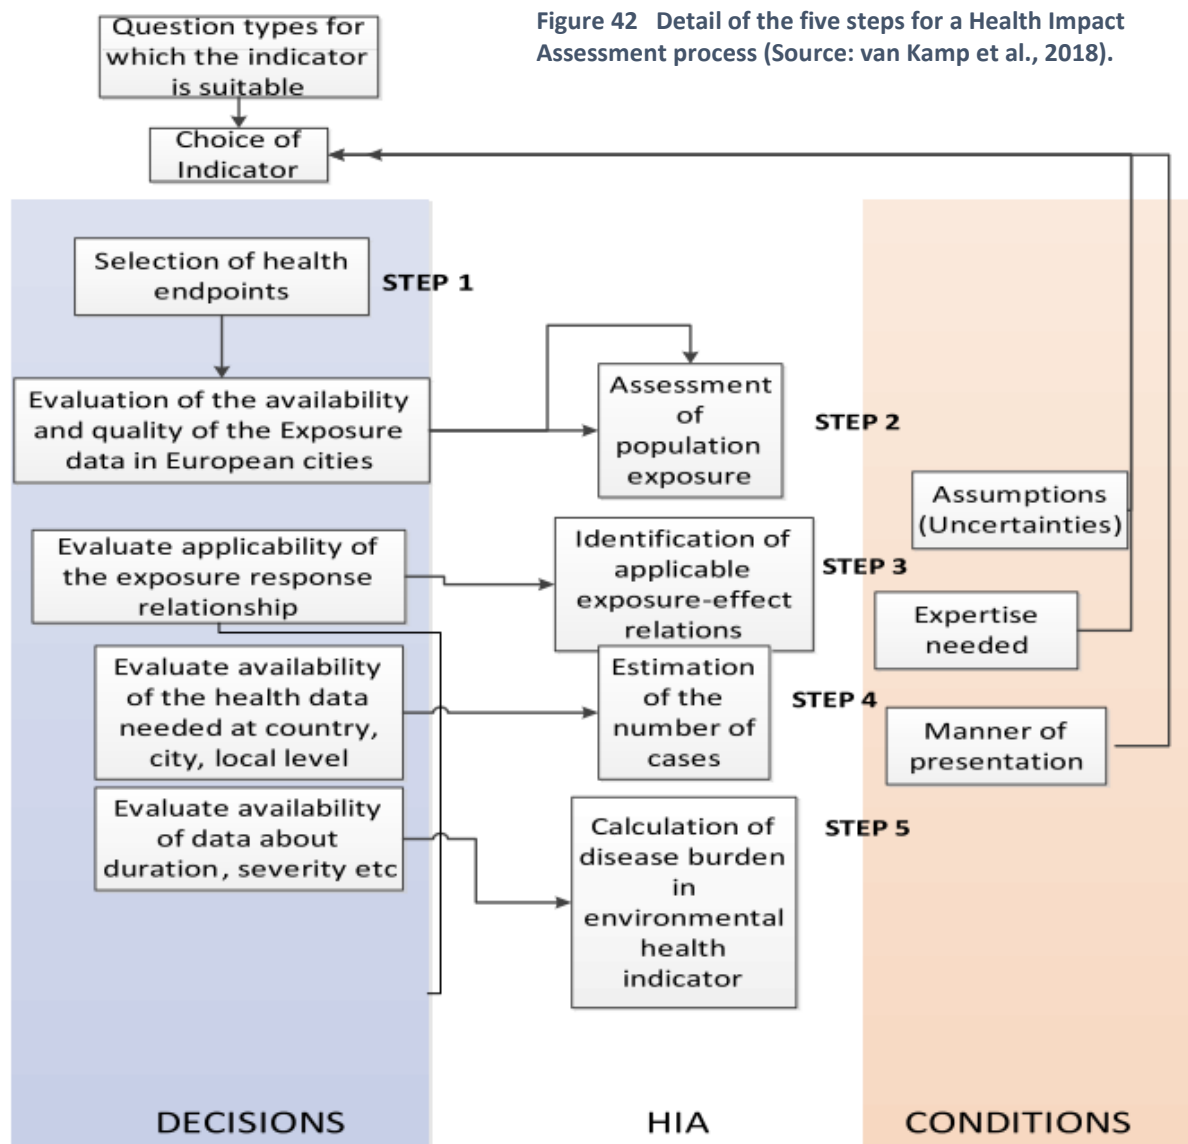 Figure 42 Detail of the five steps for a Health Impact
Assessment process (Source: van Kamp et al., 2018).
Question types for
which the indicator
is suitable
Choice of
Indicator
Selection of health
endpoints
STEP 1
Evaluation of the availability
and quality of the Exposure
data in European cities
Assessment
of
population
exposure
STEP 2
Evaluate applicability of
the exposure response
relationship
Identification of
applicable
exposure-effect
relations
STEP 3
Evaluate availability
of the health data
needed at country,
city, local level
Estimation
of the
number of
cases
STEP 4
Evaluate availability
of data about
duration, severity etc
Calculation of
disease burden
in
environmental
health
indicator
STEP 5
Assumptions
(Uncertainties)
Expertise
needed
Manner of
presentation
DECISIONS
HIA
CONDITIONS